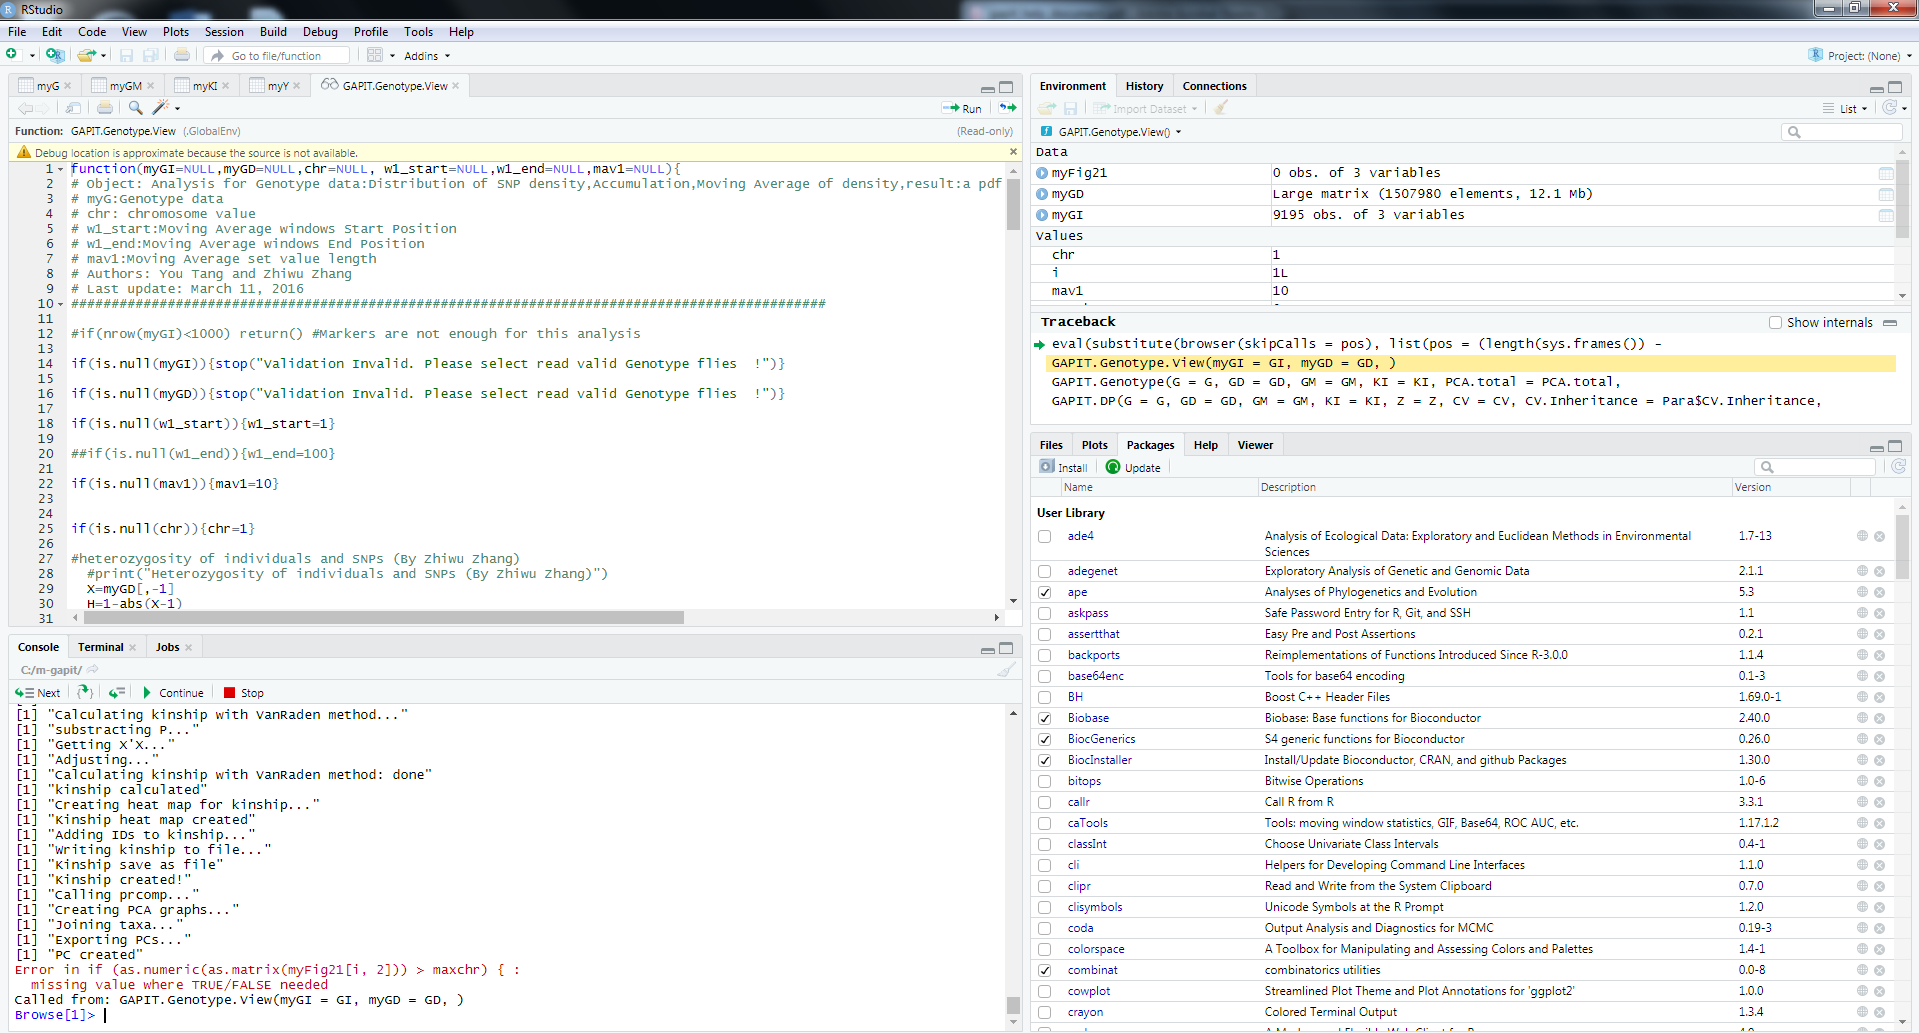 RStudio
File Edit Code View Plots Session Build Debug Profile Tools Help
Go to file/function Addins Project: (None)
myG myGM myKI myY GAPIT.Genotype.View
Run
Function: GAPIT.Genotype.View (.GlobalEnv) (Read-only)
Debug location is approximate because the source is not available.
1 function(myGI=NULL,myGD=NULL,chr=NULL, w1_start=NULL,w1_end=NULL,mav1=NULL){
2 # Object: Analysis for Genotype data:Distribution of SNP density,Accumulation,Moving Average of density,result:a pdf
3 # myG:Genotype data
4 # chr: chromosome value
5 # w1_start:Moving Average windows Start Position
6 # w1_end:Moving Average windows End Position
7 # mav1:Moving Average set value length
8 # Authors: You Tang and Zhiwu Zhang
9 # Last update: March 11, 2016
10 ##############################################################################################
11
12 #if(nrow(myGI)<1000) return() #Markers are not enough for this analysis
13
14 if(is.null(myGI)){stop("Validation Invalid. Please select read valid Genotype flies  !")}
15
16 if(is.null(myGD)){stop("Validation Invalid. Please select read valid Genotype flies  !")}
17
18 if(is.null(w1_start)){w1_start=1}
19
20 ##if(is.null(w1_end)){w1_end=100}
21
22 if(is.null(mav1)){mav1=10}
23
24
25 if(is.null(chr)){chr=1}
26
27 #heterozygosity of individuals and SNPs (By Zhiwu Zhang)
28 #print("Heterozygosity of individuals and SNPs (By Zhiwu Zhang)")
29 X=myGD[,-1]
30 H=1-abs(X-1)
31
Console Terminal Jobs
C:/m-gapit/
Next Continue Stop
[1] "Calculating kinship with VanRaden method..."
[1] "substracting P..."
[1] "Getting X'X..."
[1] "Adjusting..."
[1] "Calculating kinship with VanRaden method: done"
[1] "kinship calculated"
[1] "Creating heat map for kinship..."
[1] "Kinship heat map created"
[1] "Adding IDs to kinship..."
[1] "Writing kinship to file..."
[1] "Kinship save as file"
[1] "Kinship created!"
[1] "Calling prcomp..."
[1] "Creating PCA graphs..."
[1] "Joining taxa..."
[1] "Exporting PCs..."
[1] "PC created"
Error in if (as.numeric(as.matrix(myFig21[i, 2])) > maxchr) { :
missing value where TRUE/FALSE needed
Called from: GAPIT.Genotype.View(myGI = GI, myGD = GD, )
Browse[1]>
Environment History Connections
Import Dataset List
GAPIT.Genotype.View()
Data
myFig21 0 obs. of 3 variables
myGD Large matrix (1507980 elements, 12.1 Mb)
myGI 9195 obs. of 3 variables
Values
chr 1
i 1L
mav1 10
Traceback Show internals
eval(substitute(browser(skipCalls = pos), list(pos = (length(sys.frames()) -
GAPIT.Genotype.View(myGI = GI, myGD = GD, )
GAPIT.Genotype(G = G, GD = GD, GM = GM, KI = KI, PCA.total = PCA.total,
GAPIT.DP(G = G, GD = GD, GM = GM, KI = KI, Z = Z, CV = CV, CV.Inheritance = Para$CV.Inheritance,
Files Plots Packages Help Viewer
Install Update
Name Description Version
User Library
ade4 Analysis of Ecological Data: Exploratory and Euclidean Methods in Environmental 1.7-13
Sciences
adegenet Exploratory Analysis of Genetic and Genomic Data 2.1.1
ape Analyses of Phylogenetics and Evolution 5.3
askpass Safe Password Entry for R, Git, and SSH 1.1
assertthat Easy Pre and Post Assertions 0.2.1
backports Reimplementations of Functions Introduced Since R-3.0.0 1.1.4
base64enc Tools for base64 encoding 0.1-3
BH Boost C++ Header Files 1.69.0-1
Biobase Biobase: Base functions for Bioconductor 2.40.0
BiocGenerics S4 generic functions for Bioconductor 0.26.0
BiocInstaller Install/Update Bioconductor, CRAN, and github Packages 1.30.0
bitops Bitwise Operations 1.0-6
callr Call R from R 3.3.1
caTools Tools: moving window statistics, GIF, Base64, ROC AUC, etc. 1.17.1.2
classInt Choose Univariate Class Intervals 0.4-1
cli Helpers for Developing Command Line Interfaces 1.1.0
clipr Read and Write from the System Clipboard 0.7.0
clisymbols Unicode Symbols at the R Prompt 1.2.0
coda Output Analysis and Diagnostics for MCMC 0.19-3
colorspace A Toolbox for Manipulating and Assessing Colors and Palettes 1.4-1
combinat combinatorics utilities 0.0-8
cowplot Streamlined Plot Theme and Plot Annotations for 'ggplot2' 1.0.0
crayon Colored Terminal Output 1.3.4